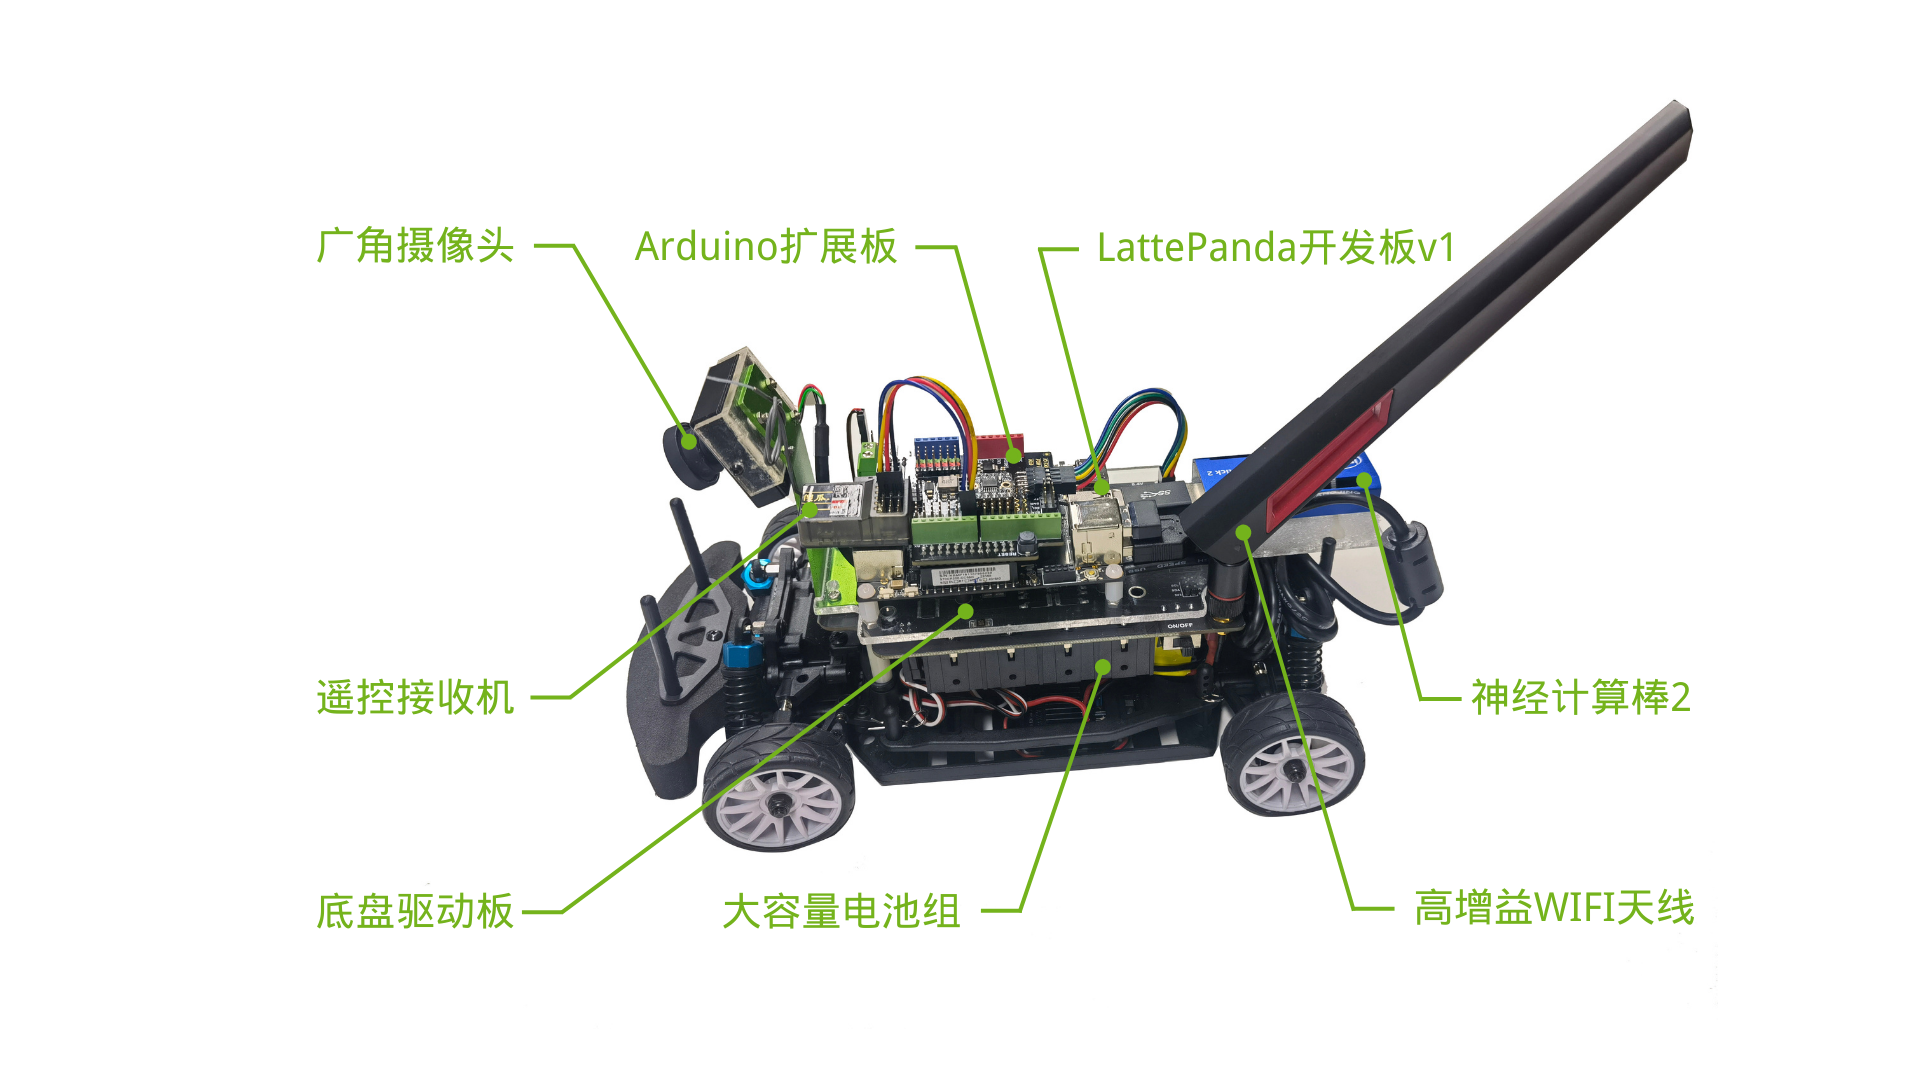 广角摄像头
Arduino扩展板
LattePanda开发板v1
遥控接收机
神经计算棒2
底盘驱动板
大容量电池组
高增益WIFI天线
RESET
ON/OFF